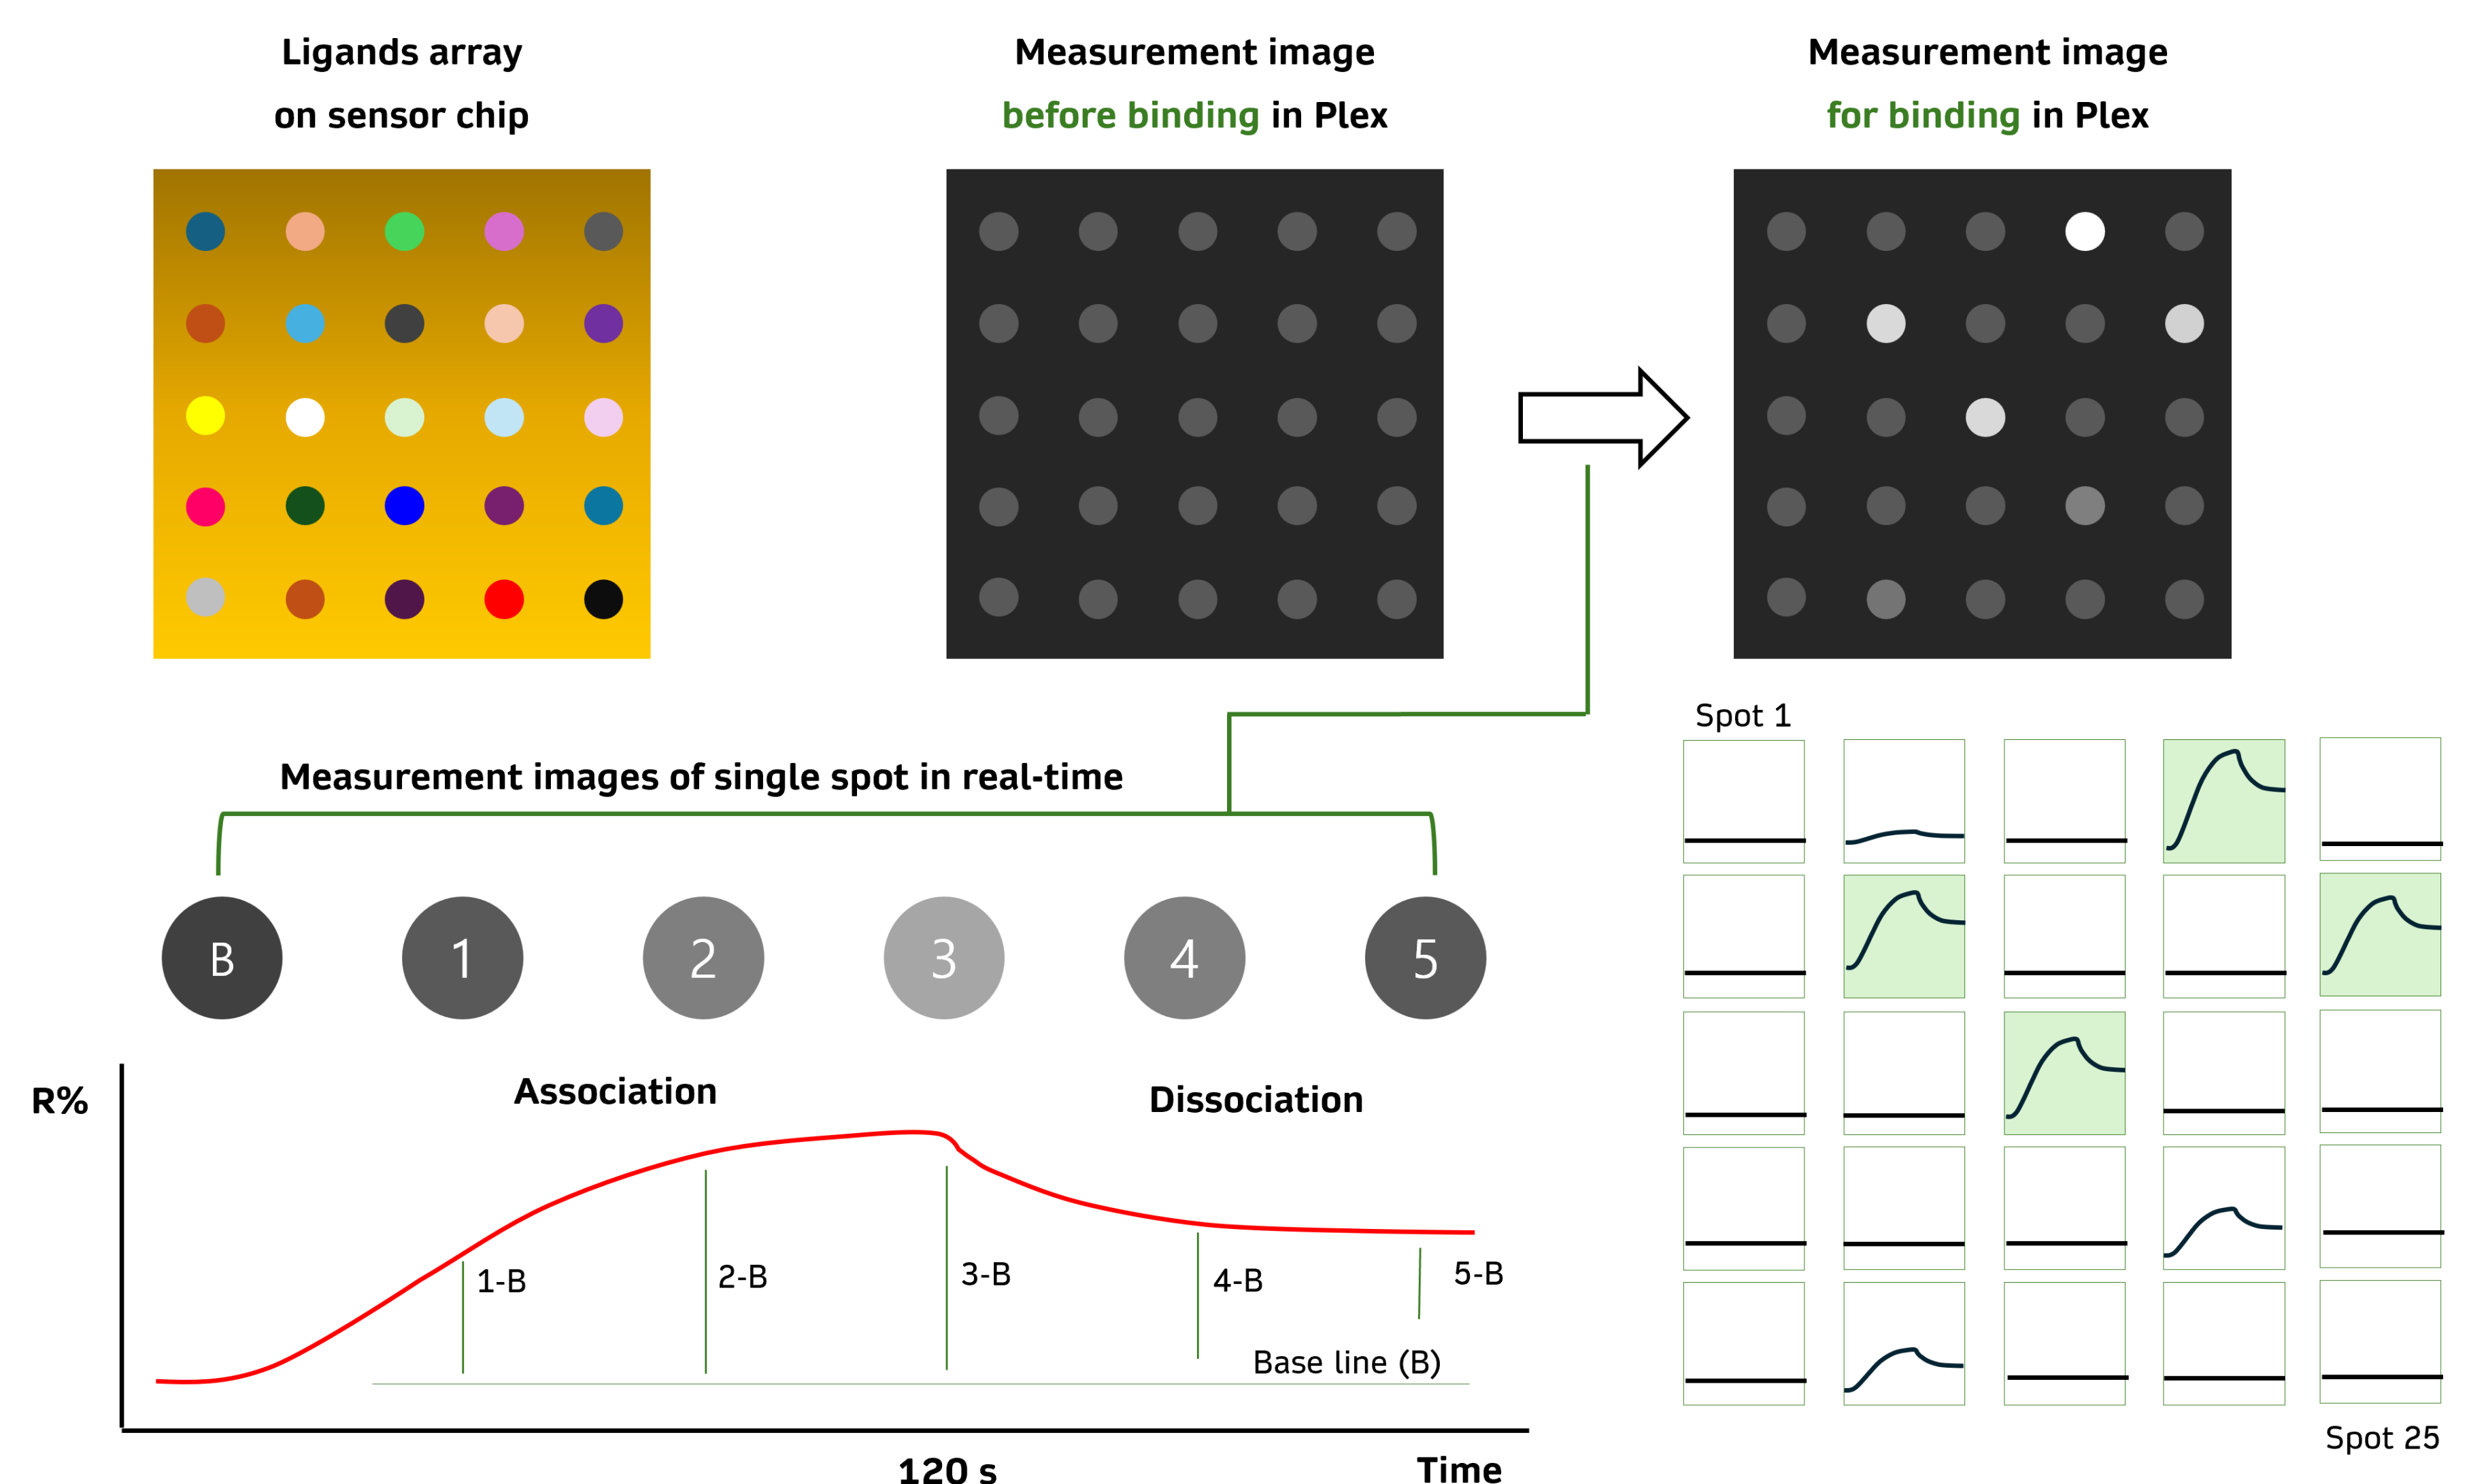 Ligands array
on sensor chip
Measurement image
before binding in Plex
Measurement image
for binding in Plex
Spot 1
Measurement images of single spot in real-time
B
1
2
3
4
5
R%
Association
Dissociation
1-B
2-B
3-B
4-B
5-B
Base line (B)
120 s
Time
Spot 25